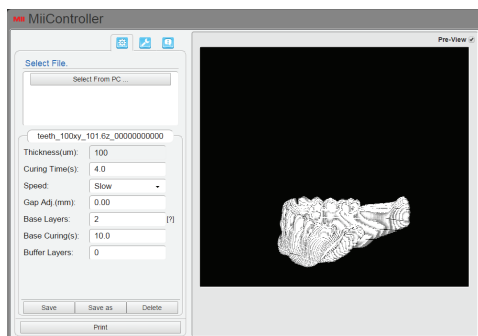 Mii MiiController
Pre-View
Select File.
Select From PC ...
teeth_100xy_101.6z_00000000000
Thickness(um): 100
Curing Time(s): 4.0
Speed: Slow
Gap Adj.(mm): 0.00
Base Layers: 2 [?]
Base Curing(s): 10.0
Buffer Layers: 0
Save Save as Delete
Print